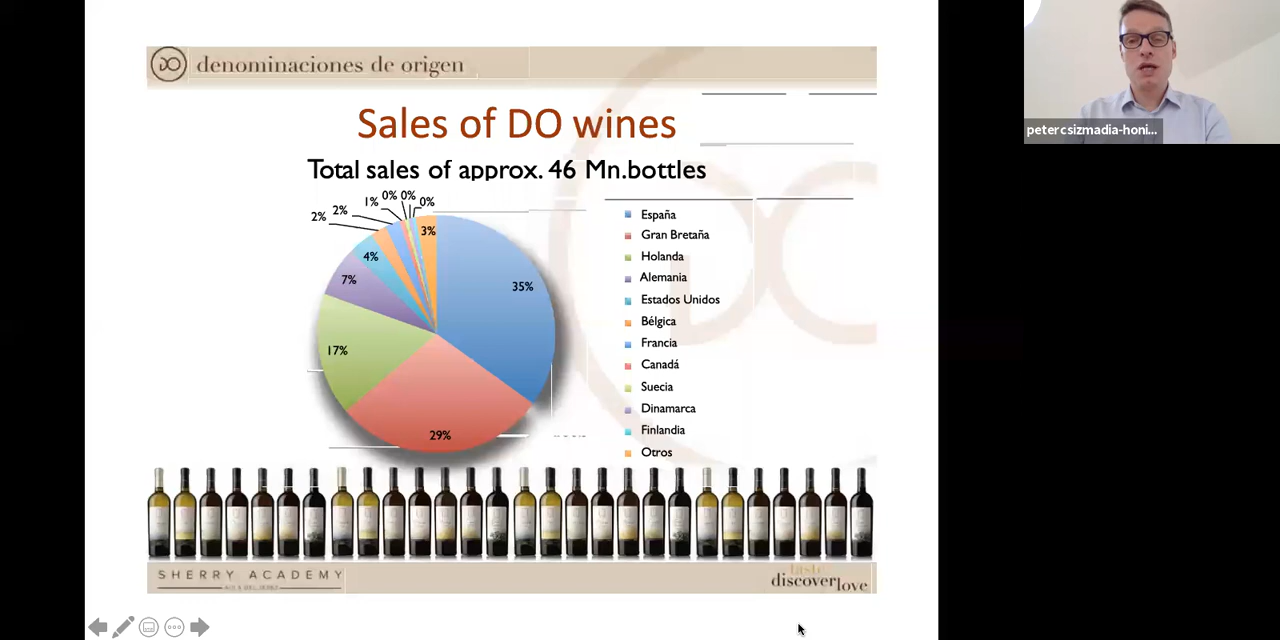 DO denominaciones de origen
Sales of DO wines
Total sales of approx. 46 Mn.bottles
2%
2%
1%
0%
0%
0%
3%
4%
7%
17%
29%
35%
España
Gran Bretaña
Holanda
Alemania
Estados Unidos
Bélgica
Francia
Canadá
Suecia
Dinamarca
Finlandia
Otros
SHERRY ACADEMY
taste
discover love
petercsizmadia-honi...